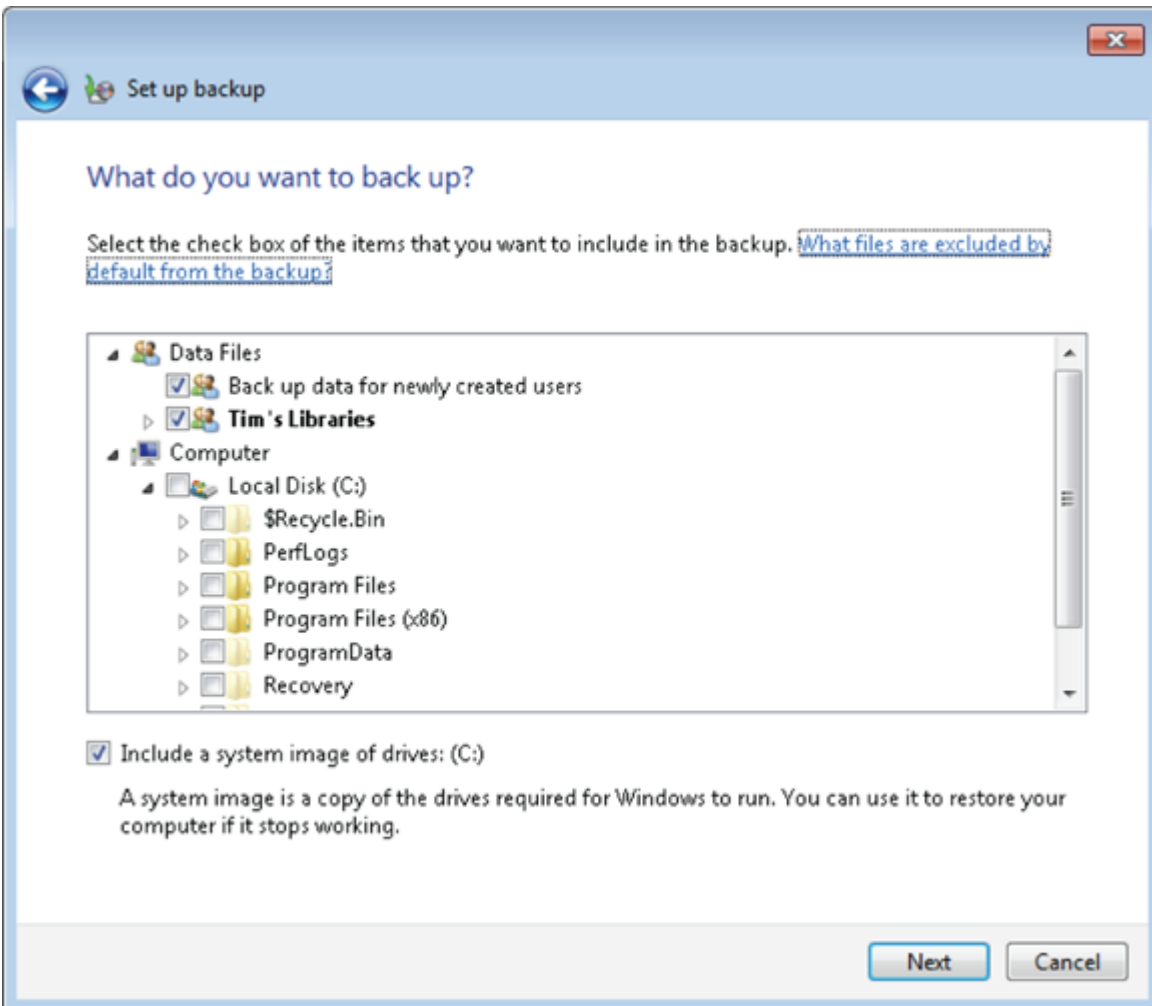 Set up backup
What do you want to back up?
Select the check box of the items that you want to include in the backup. What files are excluded by
default from the backup?
Data Files
Back up data for newly created users
Tim's Libraries
Computer
Local Disk (C:)
$Recycle.Bin
PerfLogs
Program Files
Program Files (x86)
ProgramData
Recovery
Include a system image of drives: (C:)
A system image is a copy of the drives required for Windows to run. You can use it to restore your
computer if it stops working.
Next Cancel